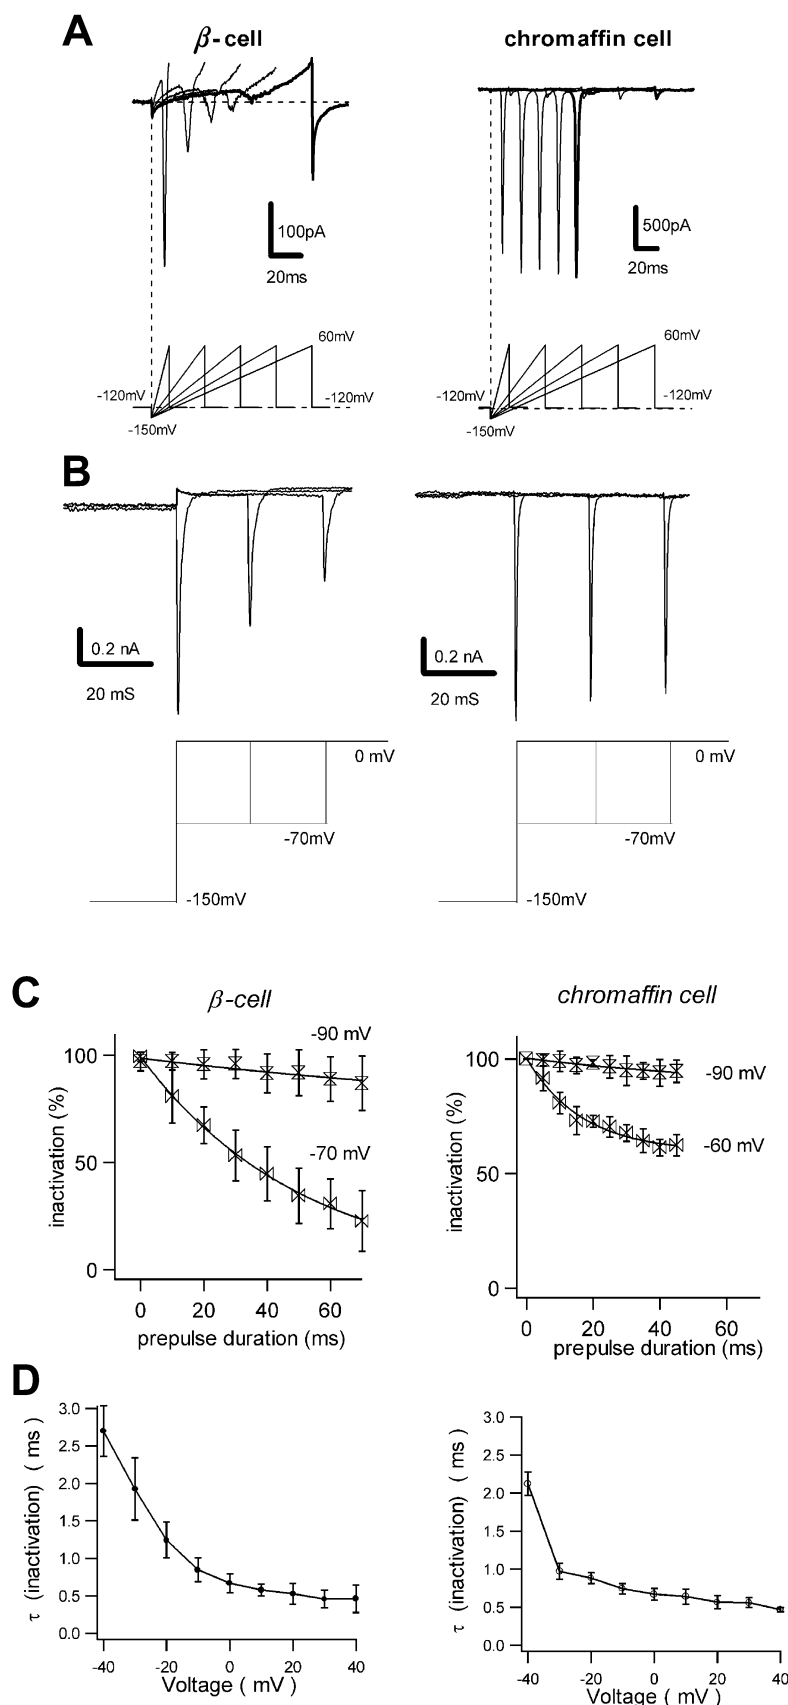 A
β-cell
chromaffin cell
100pA
20ms
500pA
20ms
60mV
-120mV
-120mV
-150mV
60mV
-120mV
-120mV
-150mV
B
0.2 nA
20 mS
0.2 nA
20 mS
0 mV
-70mV
-150mV
0 mV
-70mV
-150mV
C
β-cell
chromaffin cell
-90 mV
-70 mV
100
50
0
inactivation (%)
0 20 40 60
prepulse duration (ms)
-90 mV
-60 mV
100
50
0
inactivation (%)
0 20 40 60
prepulse duration (ms)
D
3.0
2.5
2.0
1.5
1.0
0.5
0.0
τ (inactivation) ( ms )
-40 -20 0 20 40
Voltage ( mV )
3.0
2.5
2.0
1.5
1.0
0.5
0.0
τ (inactivation) ( ms )
-40 -20 0 20 40
Voltage ( mV )